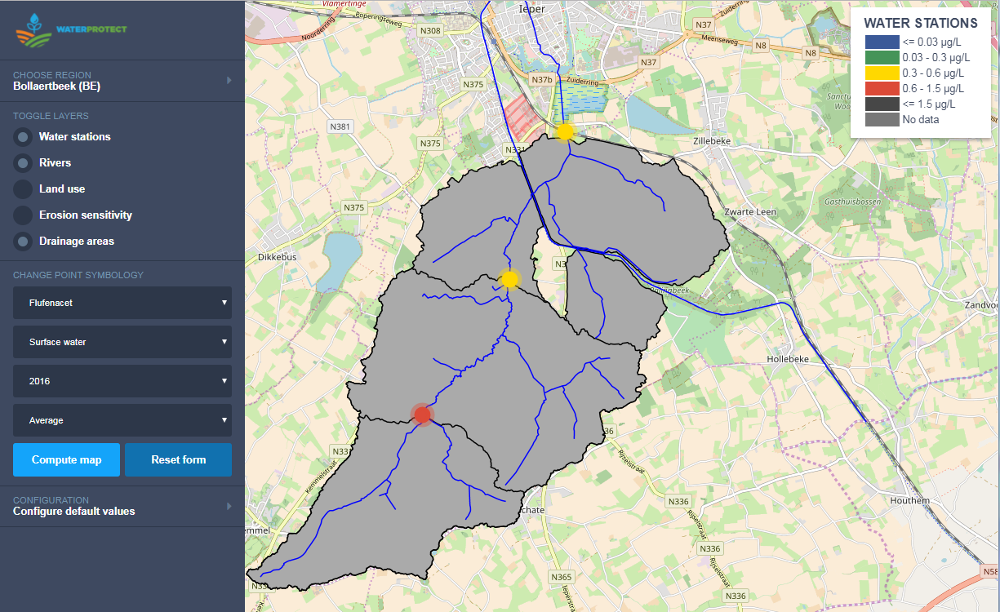 WATERPROTECT
CHOOSE REGION
Bollaertbeek (BE)
TOGGLE LAYERS
Water stations
Rivers
Land use
Erosion sensitivity
Drainage areas
CHANGE POINT SYMBOLOGY
Flufenacet
Surface water
2016
Average
Compute map
Reset form
CONFIGURATION
Configure default values
WATER STATIONS
<= 0.03 µg/L
0.03 - 0.3 µg/L
0.3 - 0.6 µg/L
0.6 - 1.5 µg/L
<= 1.5 µg/L
No data
Vlamertinge
Poperingseweg
Ieper
Zuiderring
Noorderring
N308
N37
Meenseweg
N8
N8
N37
N375
N37b
Zuiderring
N381
N375
N331
Zillebeke
Gasthuisbossen
N375
Zwarte Leen
Dikkebus
N3
Palingbeek
Zandvo
Hollebeke
36
N33
Kemmelstraat
Rijselstraat
N336
Houthem
chate
Rijselstraat
emmel
N336
Rijselstraat
N365
N58
N33
N336
Ieperstra